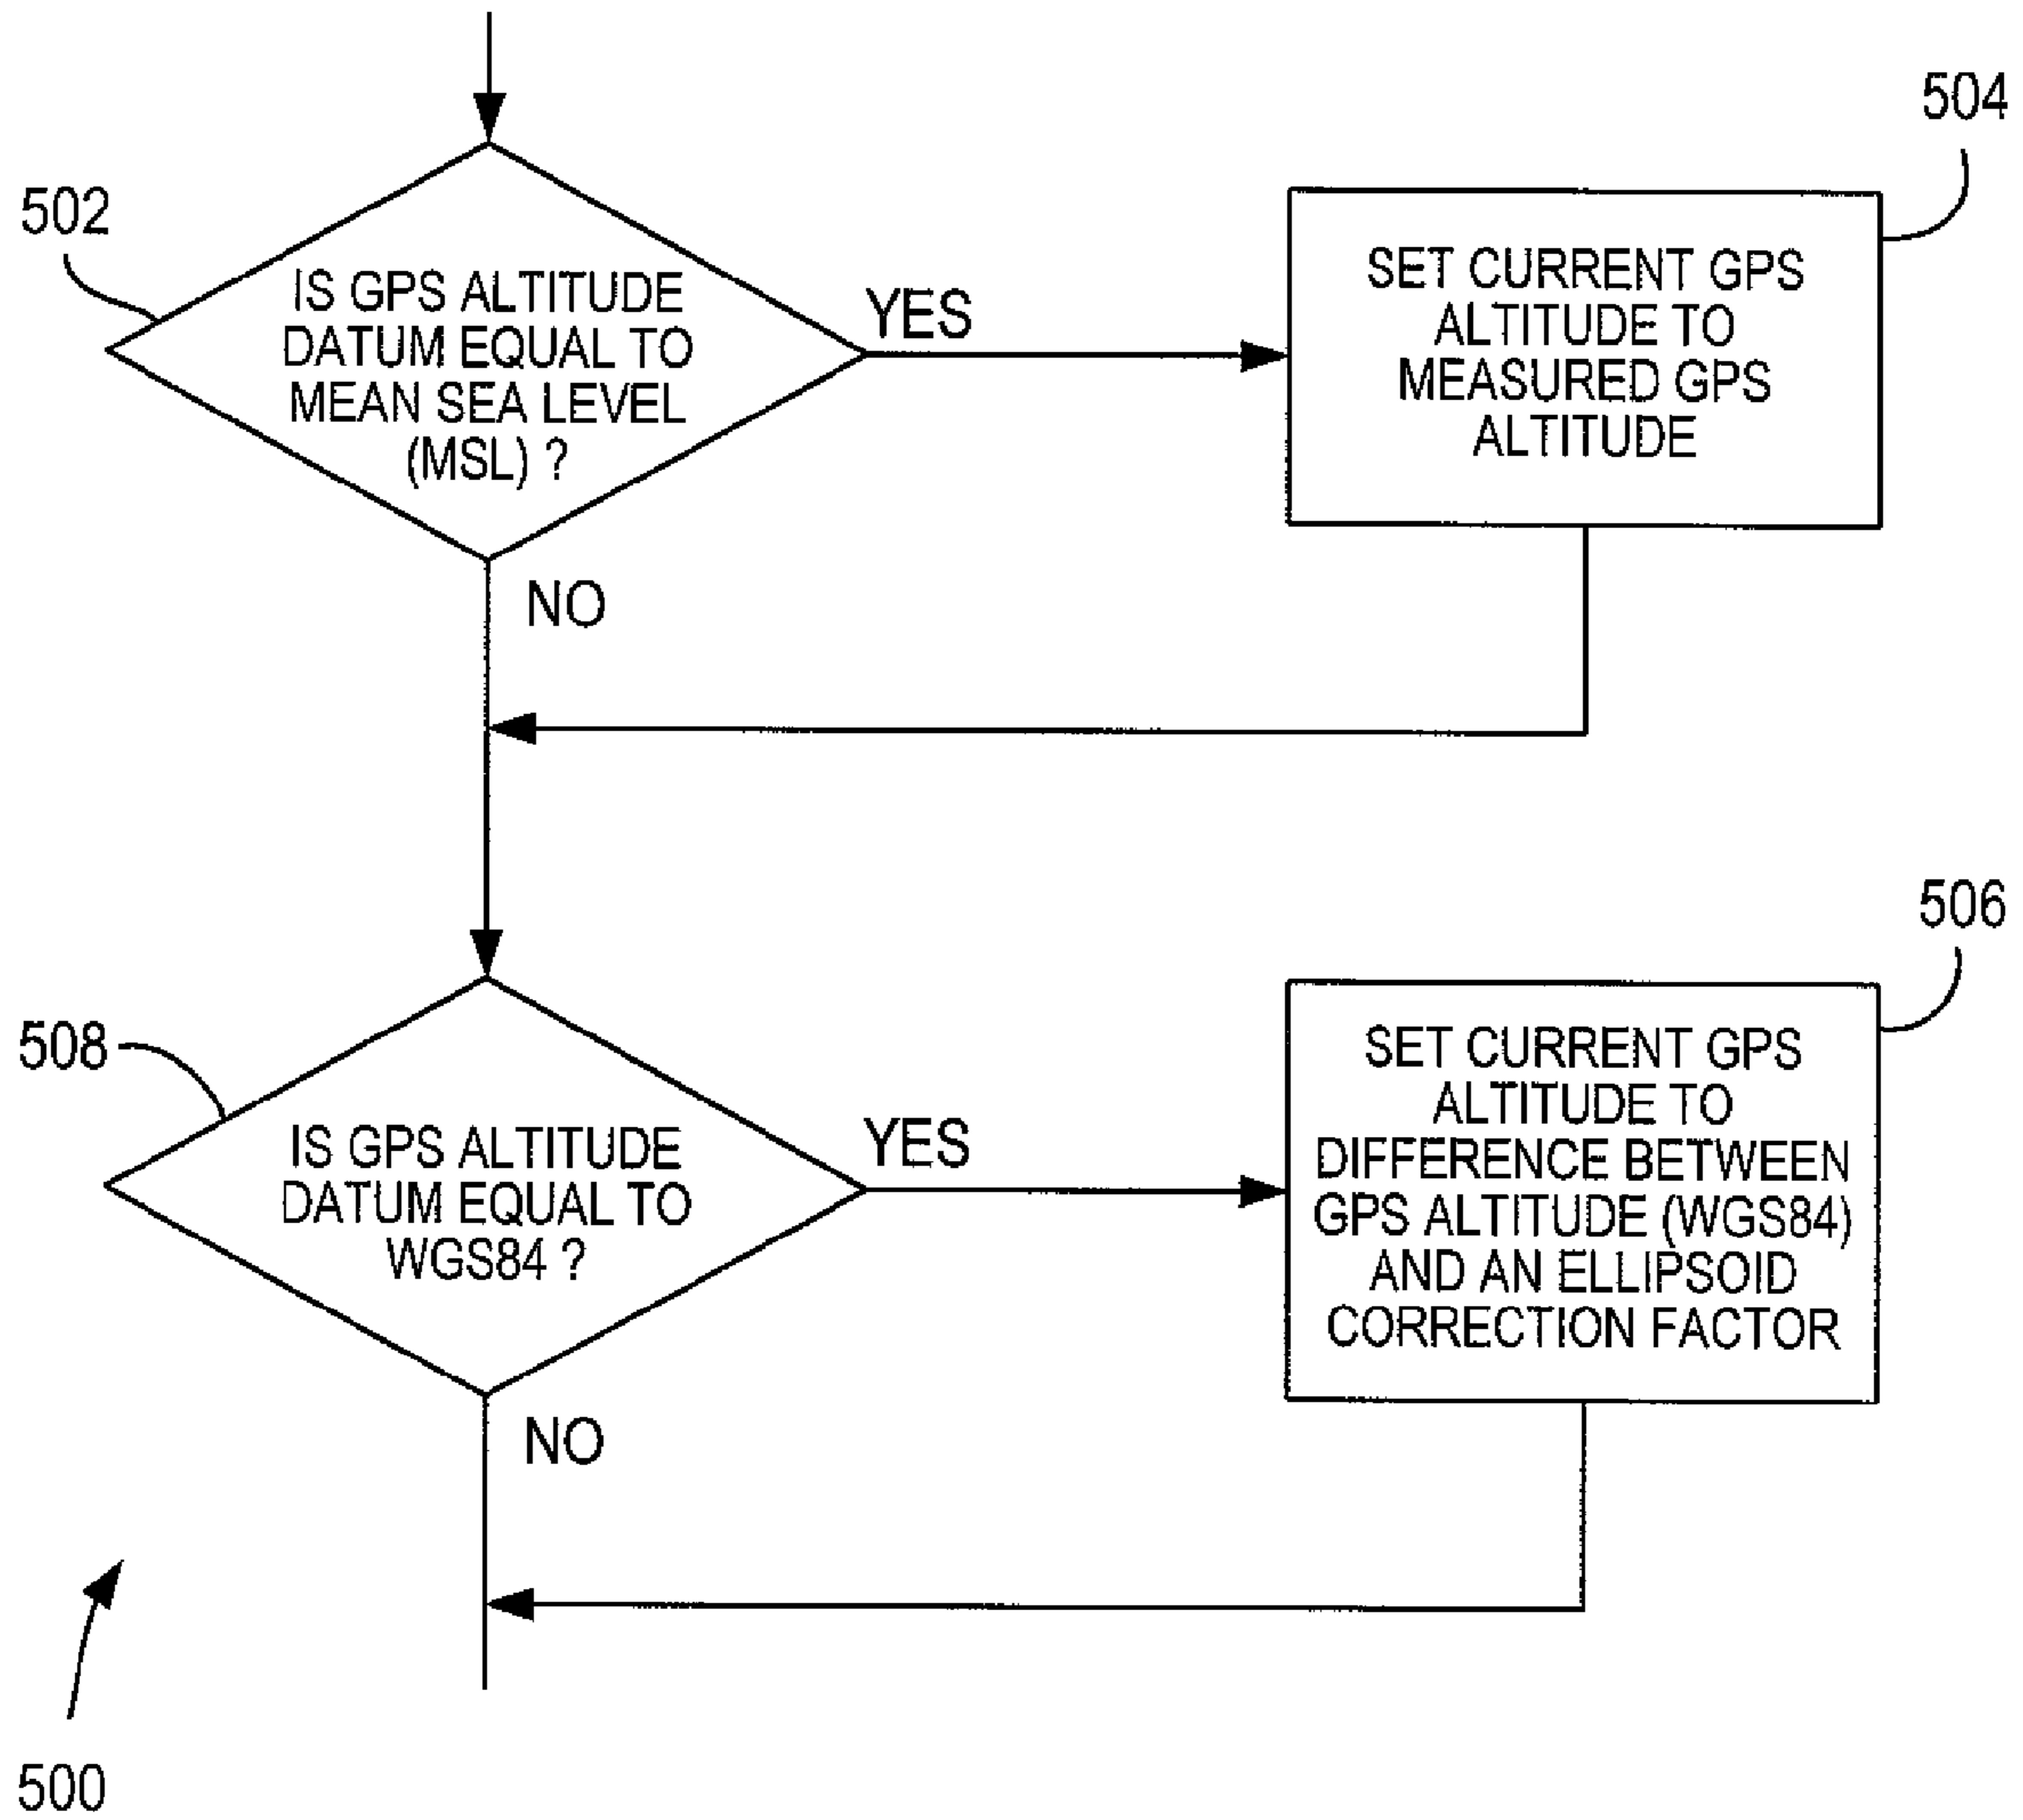 504
502
IS GPS ALTITUDE
DATUM EQUAL TO
MEAN SEA LEVEL
(MSL) ?
YES
SET CURRENT GPS
ALTITUDE TO
MEASURED GPS
ALTITUDE
NO
506
508
IS GPS ALTITUDE
DATUM EQUAL TO
WGS84 ?
YES
SET CURRENT GPS
ALTITUDE TO
DIFFERENCE BETWEEN
GPS ALTITUDE (WGS84)
AND AN ELLIPSOID
CORRECTION FACTOR
NO
500